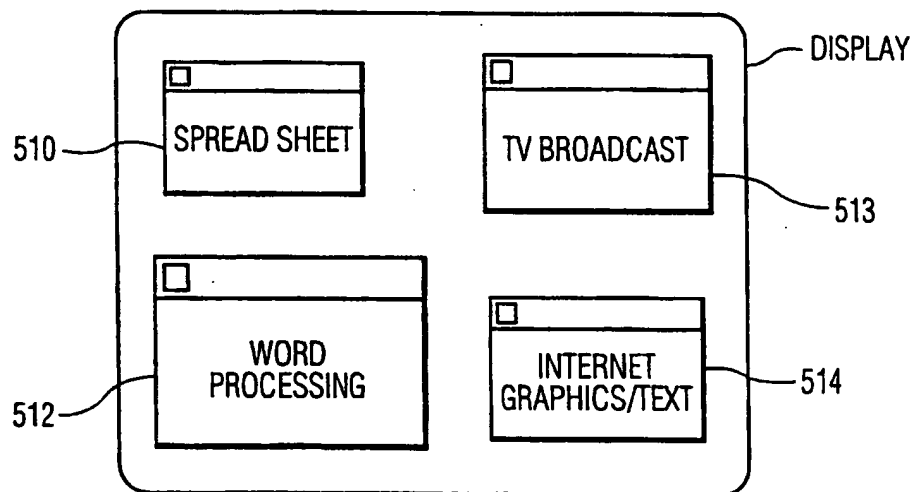 DISPLAY
510
SPREAD SHEET
TV BROADCAST
513
512
WORD
PROCESSING
INTERNET
GRAPHICS/TEXT
514